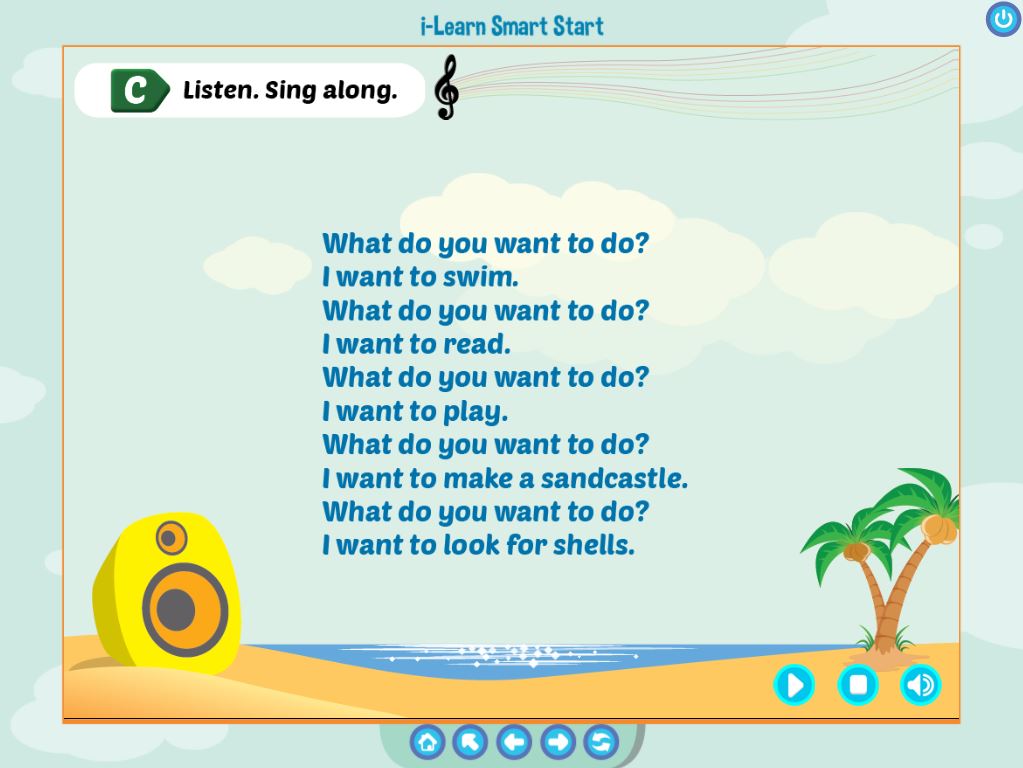 i-Learn Smart Start
C Listen. Sing along.
What do you want to do?
I want to swim.
What do you want to do?
I want to read.
What do you want to do?
I want to play.
What do you want to do?
I want to make a sandcastle.
What do you want to do?
I want to look for shells.